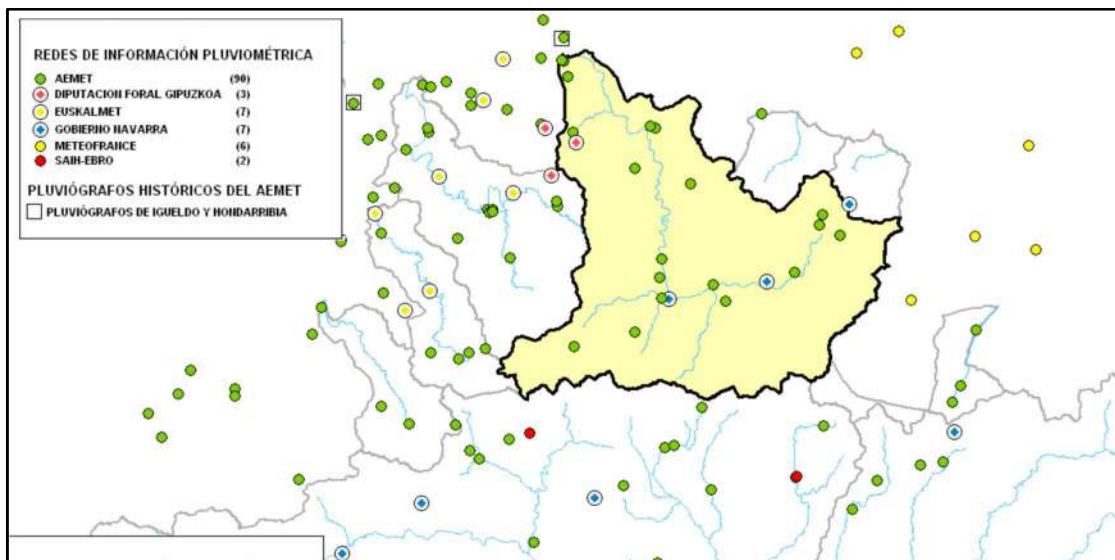 REDES DE INFORMACIÓN PLUVIOMÉTRICA
AEMET (90)
DIPUTACION FORAL GIPUZKOA (3)
EUSKALMET (7)
GOBIERNO NAVARRA (7)
METEOFRANCE (6)
SAIH-EBRO (2)
PLUVIÓGRAFOS HISTÓRICOS DEL AEMET
PLUVIÓGRAFOS DE IGUELDO Y HONDARRIBIA